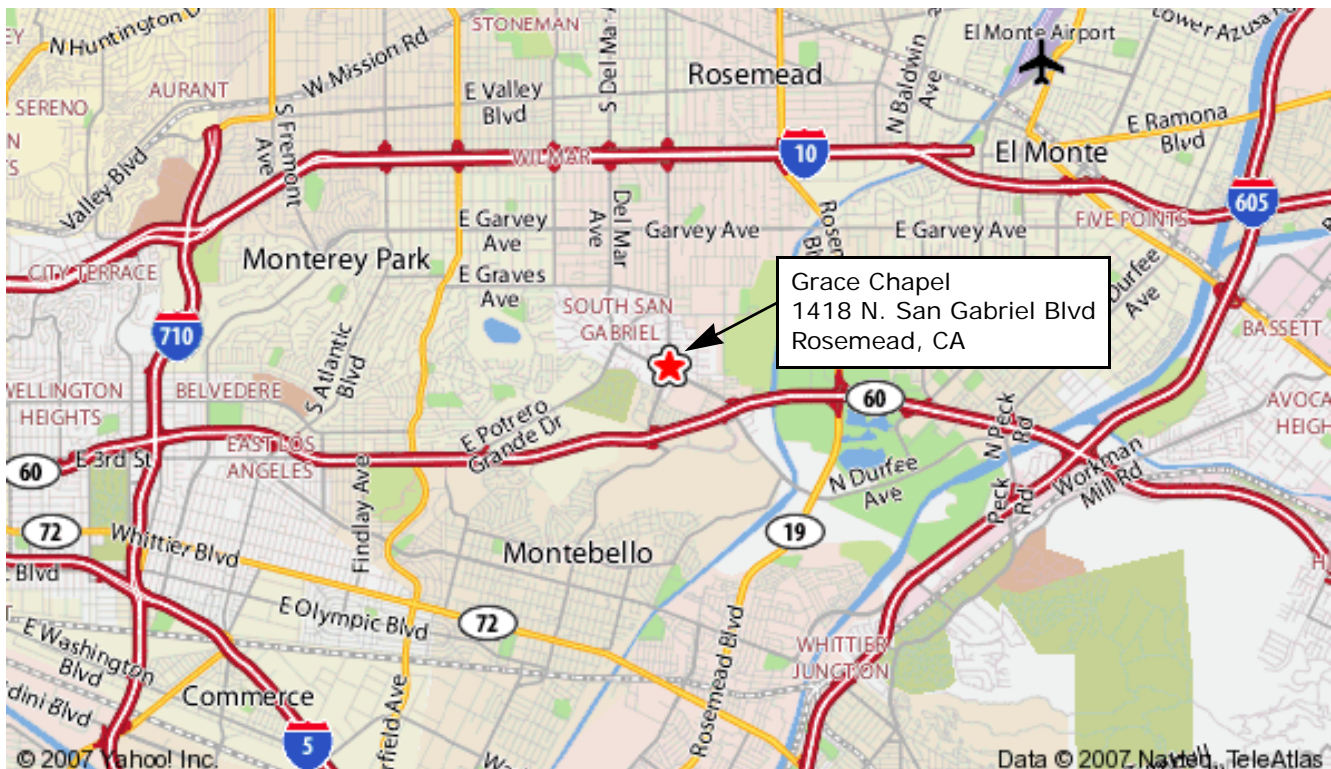 STONEMAN
N Huntington D
W Mission Rd
S Del Ma
El Monte Airport
Lower Azusa
AURANT
E Valley
Blvd
Rosemead
N Baldwin
Ave
SERENO
S Fremont
Ave
E Ramona
Blvd
Valley Blvd
WILMAR
10
El Monte
605
Del Mar
Ave
E Garvey
Ave
Garvey Ave
E Garvey Ave
FIVE POINTS
CITY TERRACE
Monterey Park
E Graves
Ave
Durfee
Ave
Grace Chapel
1418 N. San Gabriel Blvd
Rosemead, CA
SOUTH SAN
GABRIEL
710
BASSETT
WELLINGTON
HEIGHTS
BELVEDERE
S Atlantic
Blvd
60
AVOCA
HEIGH
E Potrero
Grande Dr
N Peck
Rd
EAST LOS
ANGELES
E 3rd St
60
Workman
Mill Rd
N Durfee
Ave
Peck
Rd
Findlay Ave
72
Whittier Blvd
19
Montebello
Blvd
E Olympic Blvd
72
E Washington
Blvd
Rosemead Blvd
WHITTIER
JUNCTION
Commerce
dini Blvd
rfield Ave
5
© 2007 Yahoo! Inc.
Data © 2007 Navteq, TeleAtlas